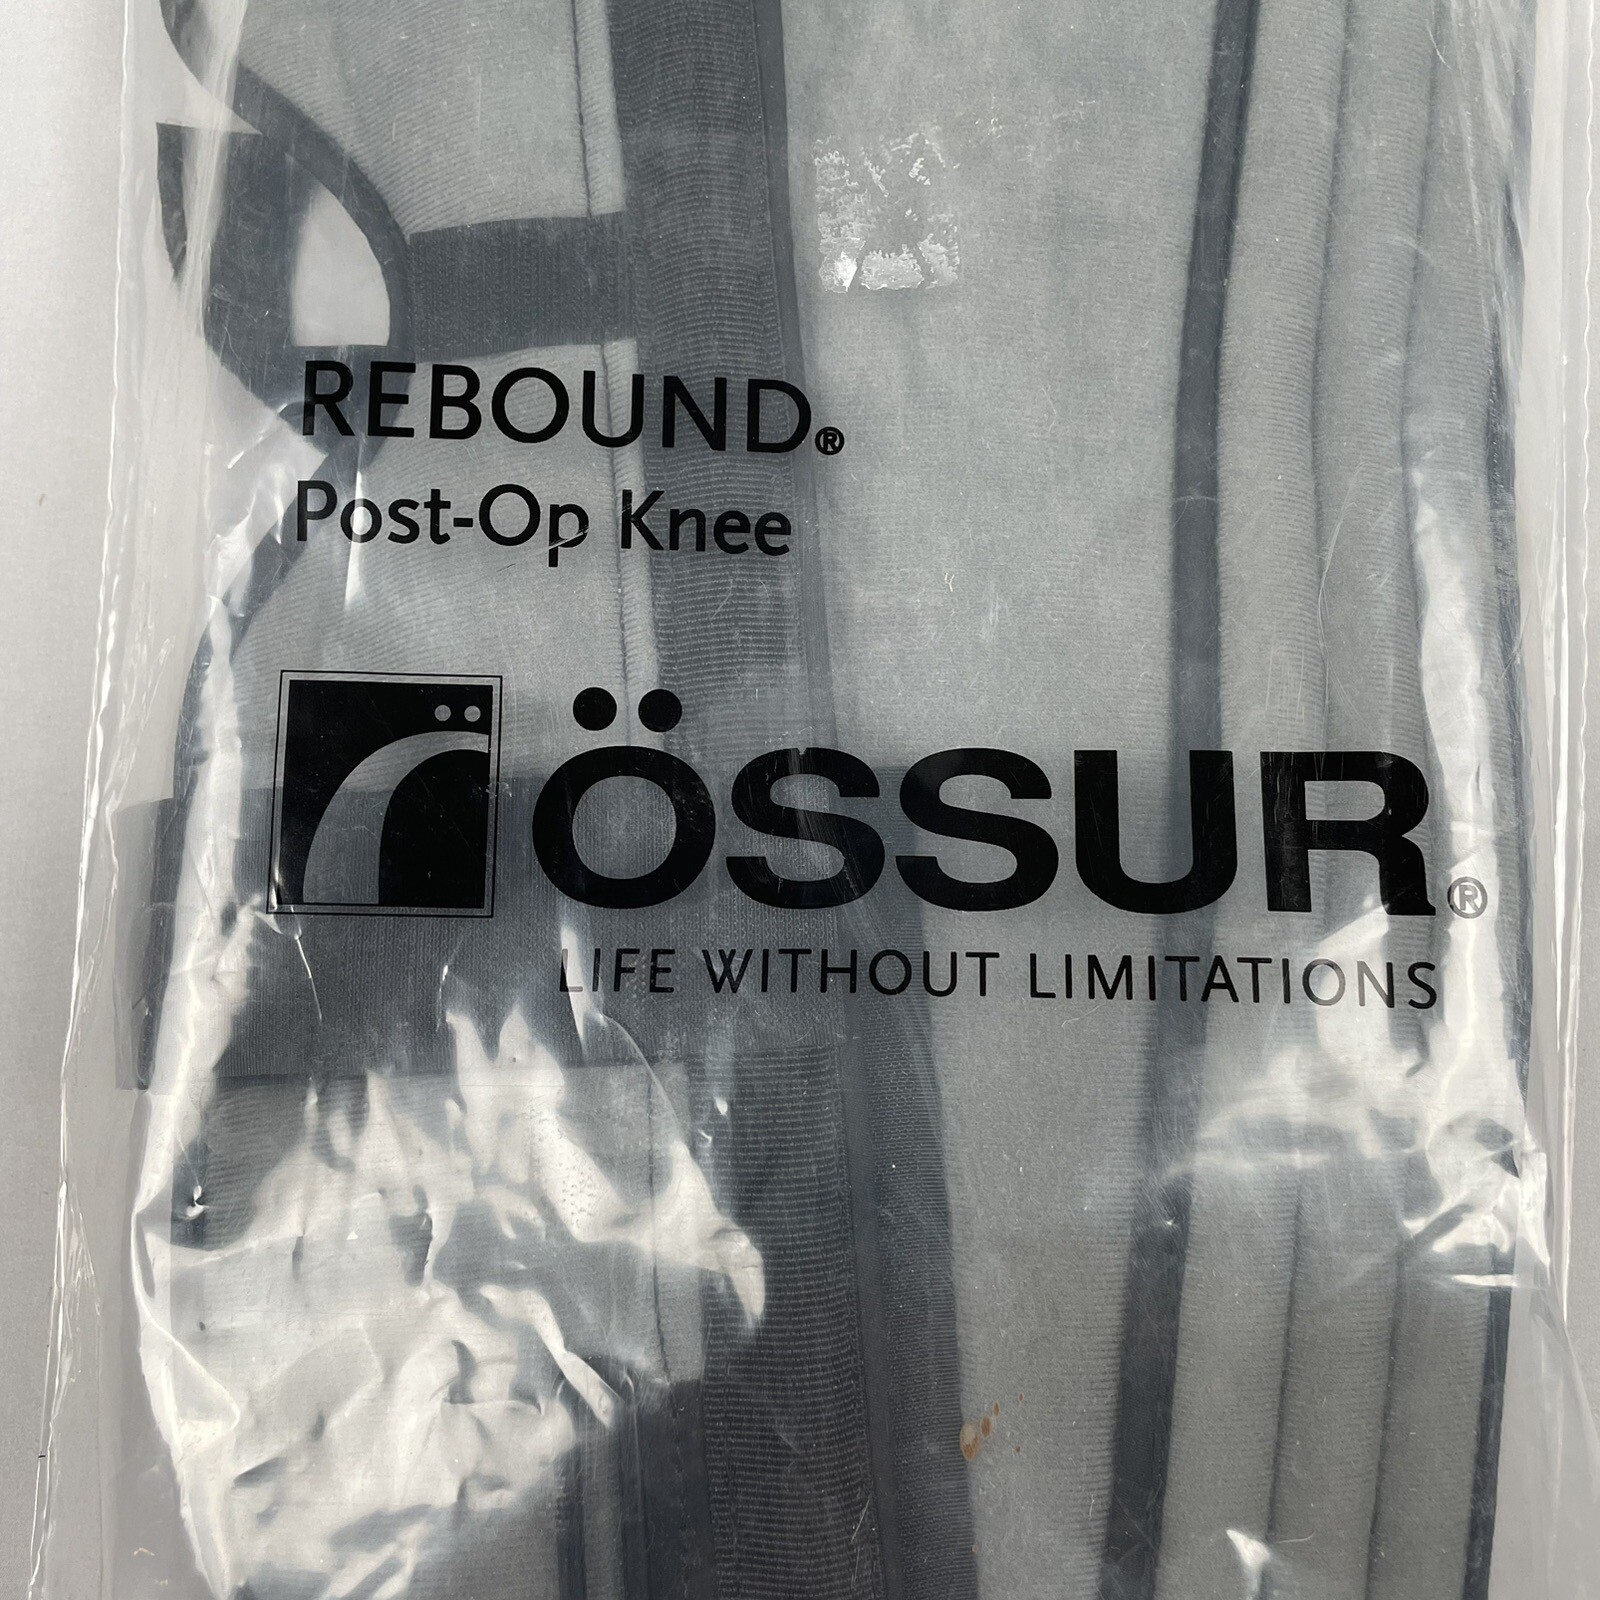 REBOUND®
Post-Op Knee
ÖSSUR®
LIFE WITHOUT LIMITATIONS